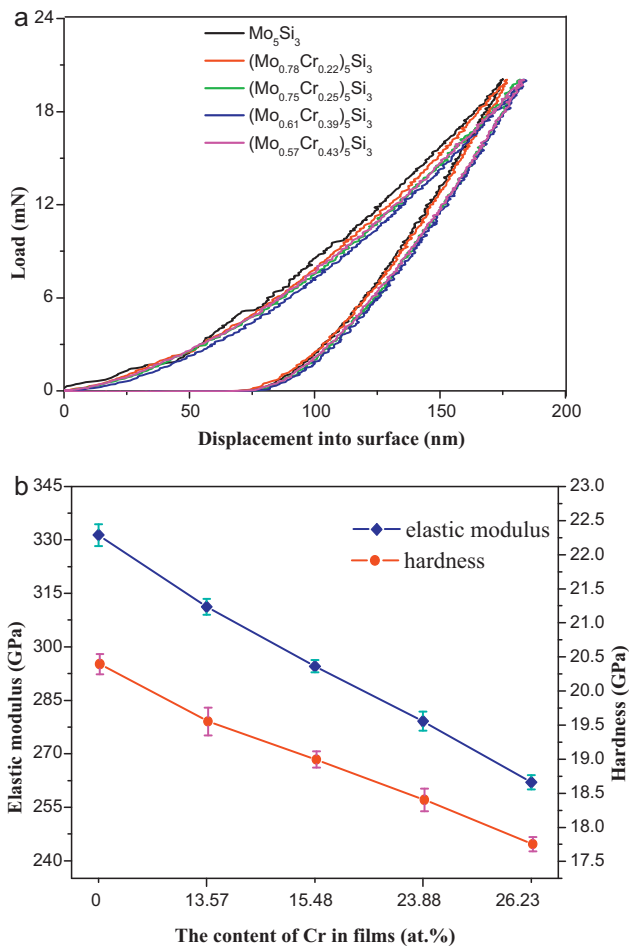 a
24
18
12
6
0
Load (mN)
Mo5Si3
(Mo0.78Cr0.22)5Si3
(Mo0.75Cr0.25)5Si3
(Mo0.61Cr0.39)5Si3
(Mo0.57Cr0.43)5Si3
0 50 100 150 200
Displacement into surface (nm)
b
345
330
315
300
285
270
255
240
Elastic modulus (GPa)
elastic modulus
hardness
23.0
22.5
22.0
21.5
21.0
20.5
20.0
19.5
19.0
18.5
18.0
17.5
Hardness (GPa)
0 13.57 15.48 23.88 26.23
The content of Cr in films (at.%)